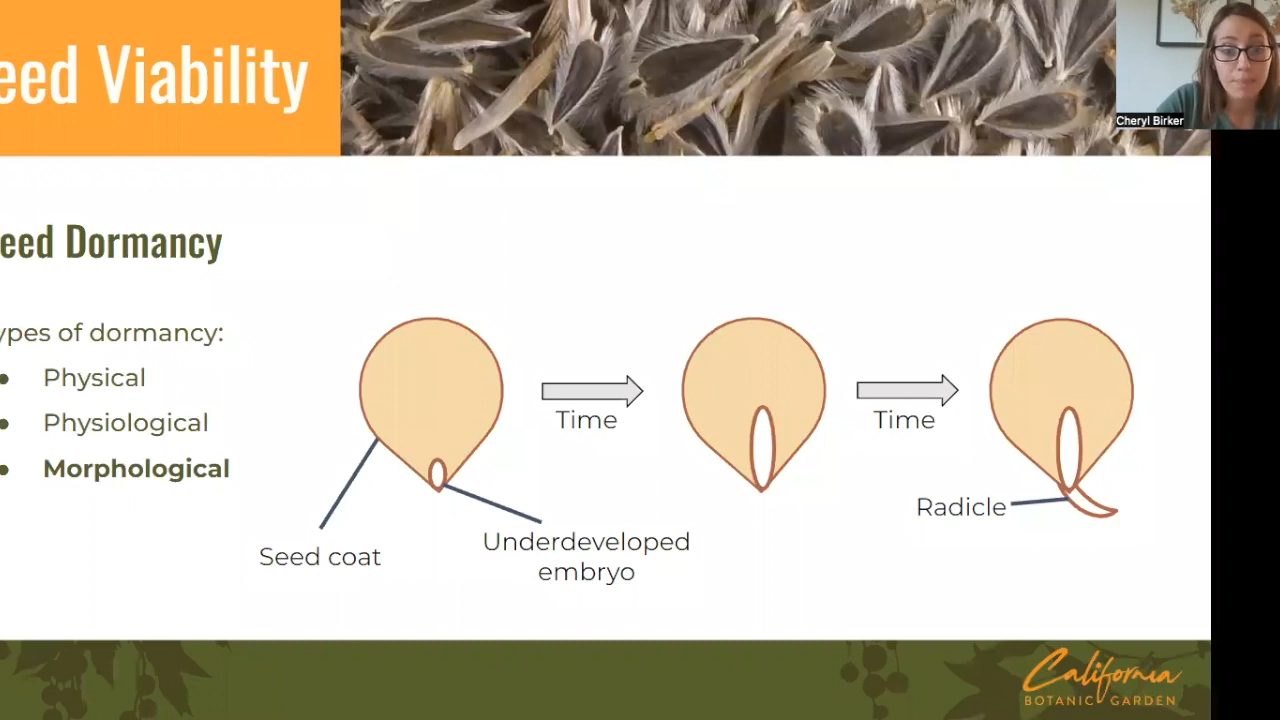 eed Viability
Cheryl Birker
eed Dormancy
ypes of dormancy:
● Physical
● Physiological
● Morphological
Time
Time
Radicle
Seed coat
Underdeveloped
embryo
California
BOTANIC GARDEN